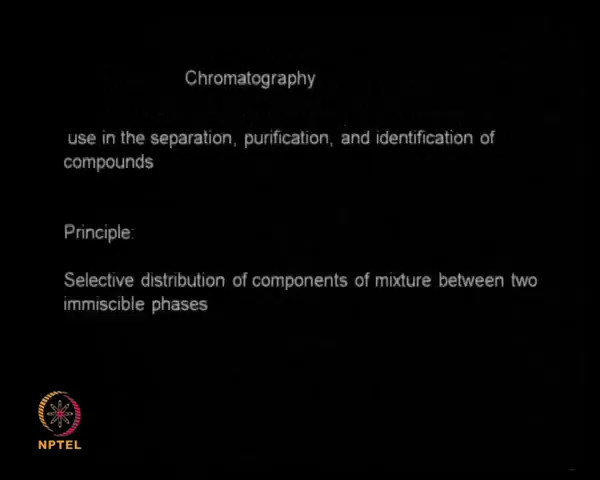 Chromatography
use in the separation, purification, and identification of
compounds
Principle:
Selective distribution of components of mixture between two
immiscible phases
NPTEL